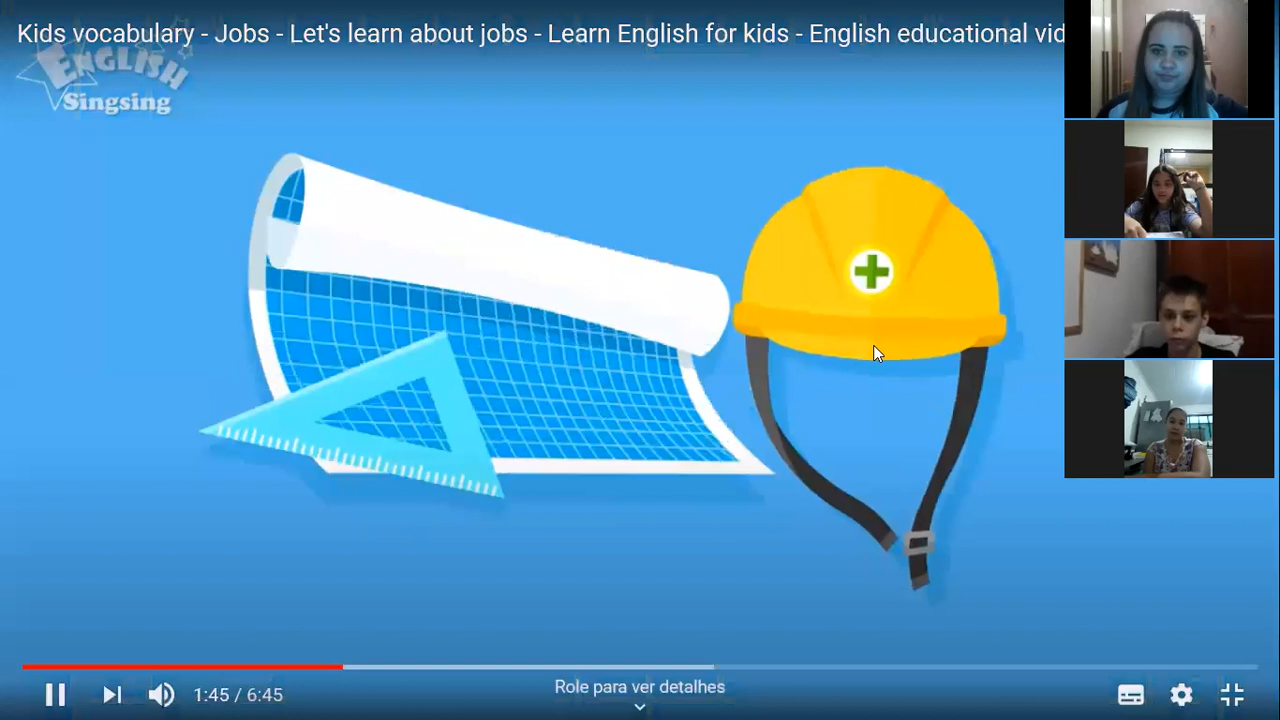 Kids vocabulary - Jobs - Let's learn about jobs - Learn English for kids - English educational vid
ENGLISH
Singsing
1:45 / 6:45
Role para ver detalhes